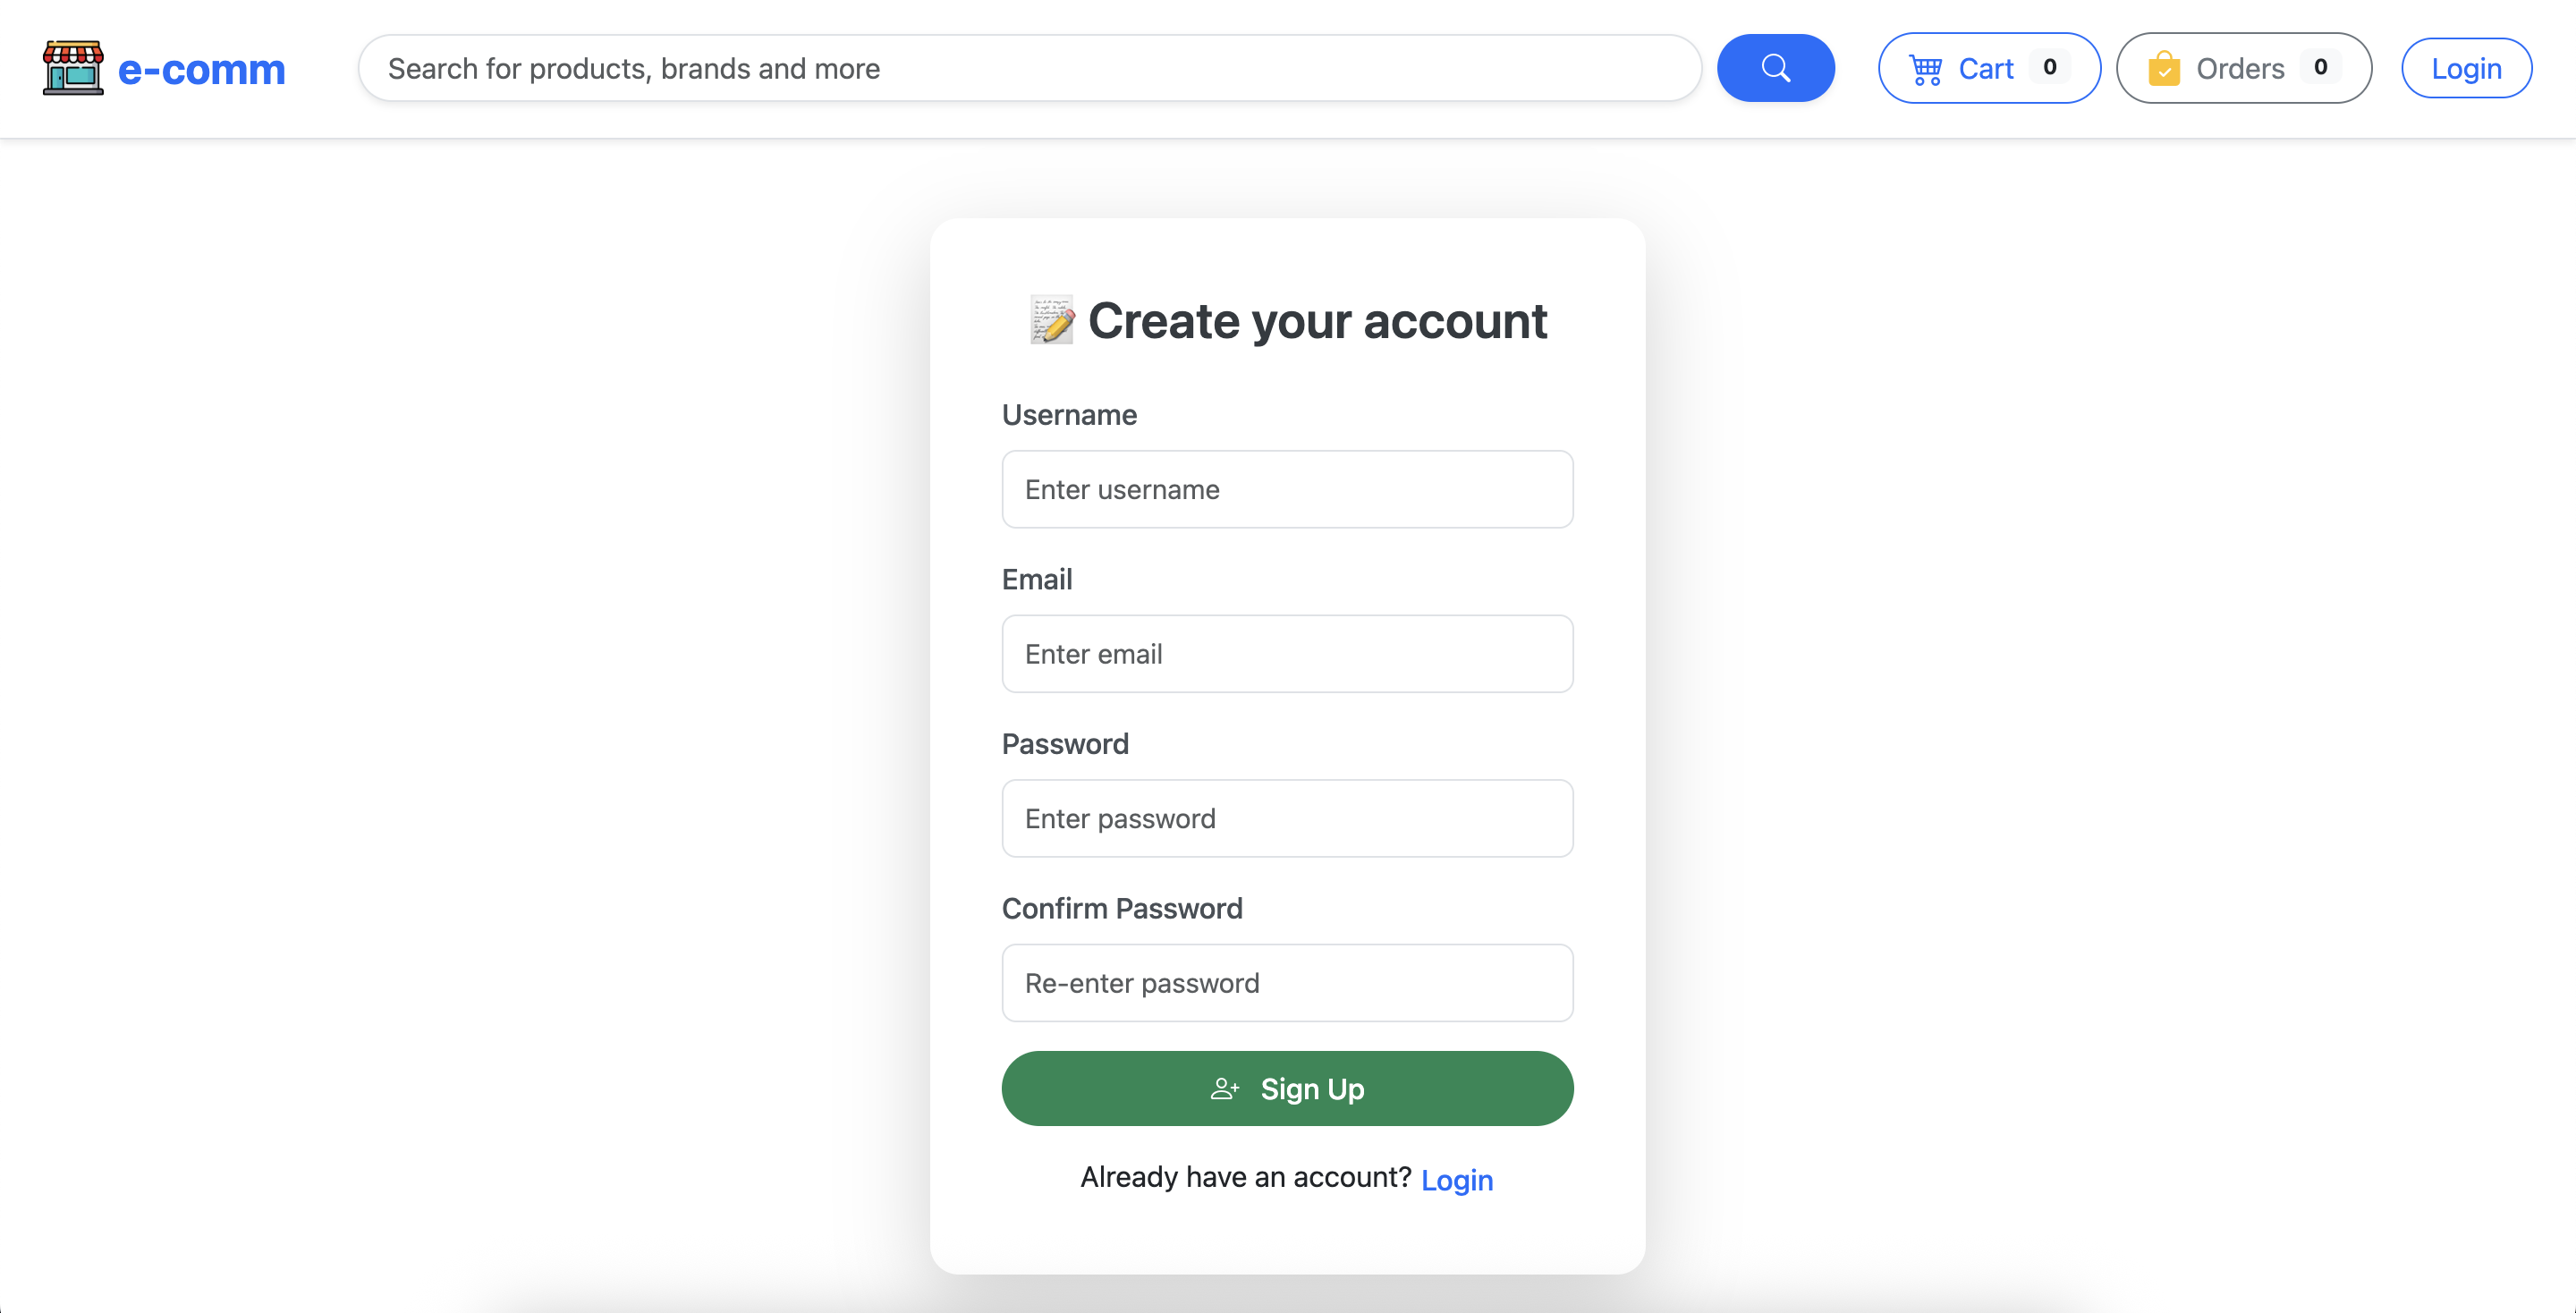 e-comm
Search for products, brands and more
Cart 0
Orders 0
Login
Create your account
Username
Enter username
Email
Enter email
Password
Enter password
Confirm Password
Re-enter password
Sign Up
Already have an account? Login